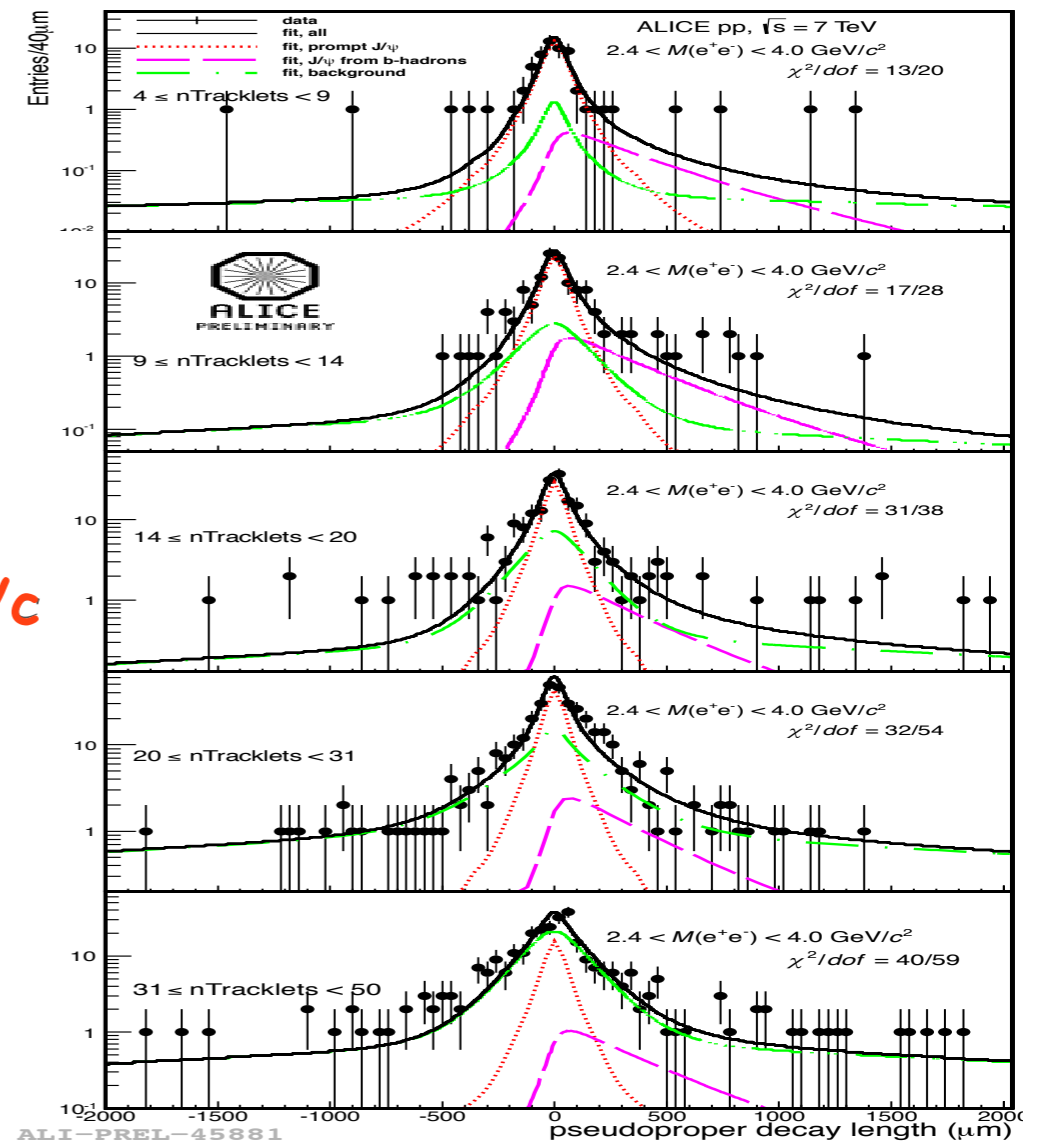 Entries/40μm
data
fit, all
fit, prompt J/ψ
fit, J/ψ from b-hadrons
fit, background
ALICE pp, √s = 7 TeV
2.4 < M(e⁺e⁻) < 4.0 GeV/c²
χ²/dof = 13/20
4 ≤ nTracklets < 9
10
1
10⁻¹
10⁻²
ALICE
PRELIMINARY
2.4 < M(e⁺e⁻) < 4.0 GeV/c²
χ²/dof = 17/28
9 ≤ nTracklets < 14
10
1
10⁻¹
2.4 < M(e⁺e⁻) < 4.0 GeV/c²
χ²/dof = 31/38
14 ≤ nTracklets < 20
10
1
/c
2.4 < M(e⁺e⁻) < 4.0 GeV/c²
χ²/dof = 32/54
20 ≤ nTracklets < 31
10
1
2.4 < M(e⁺e⁻) < 4.0 GeV/c²
χ²/dof = 40/59
31 ≤ nTracklets < 50
10
1
10⁻¹
-2000 -1500 -1000 -500 0 500 1000 1500 2000
pseudoproper decay length (μm)
ALI-PREL-45881